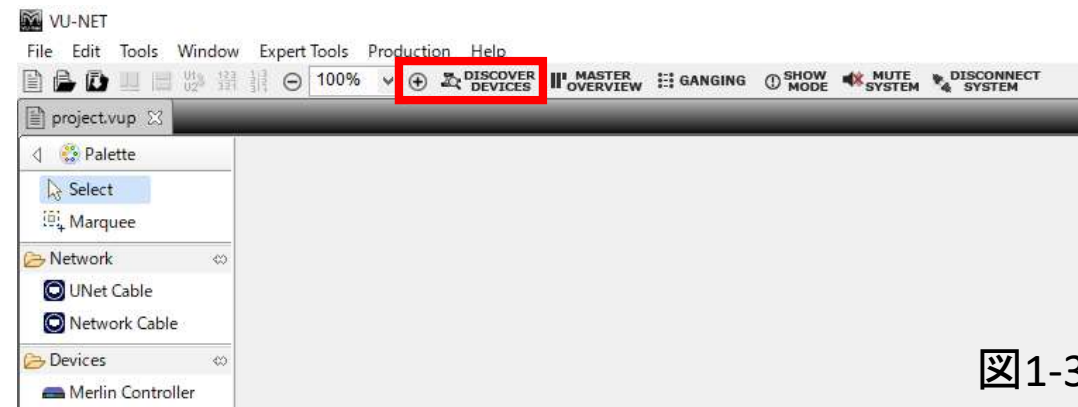 VU-NET
File Edit Tools Window Expert Tools Production Help
100% DISCOVER DEVICES MASTER OVERVIEW GANGING SHOW MODE MUTE SYSTEM DISCONNECT SYSTEM
project.vup
Palette
Select
Marquee
Network
UNet Cable
Network Cable
Devices
Merlin Controller
図1-3